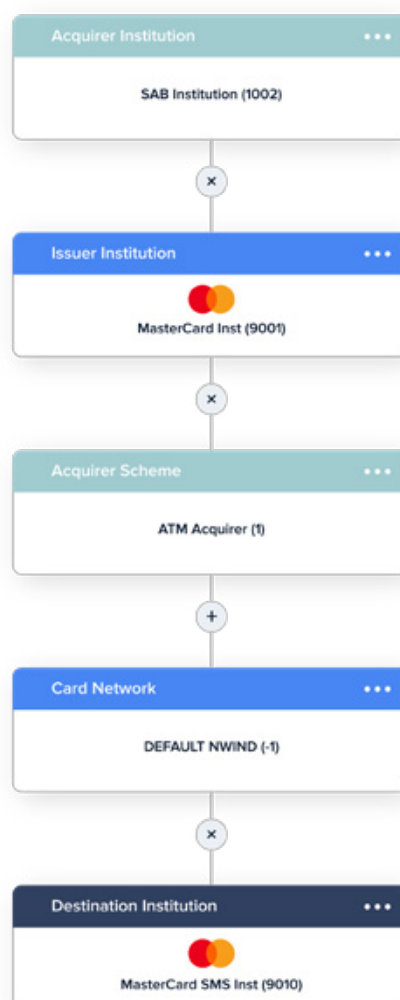 Acquirer Institution
SAB Institution (1002)
×
Issuer Institution
MasterCard Inst (9001)
×
Acquirer Scheme
ATM Acquirer (1)
+
Card Network
DEFAULT NWIND (-1)
×
Destination Institution
MasterCard SMS Inst (9010)